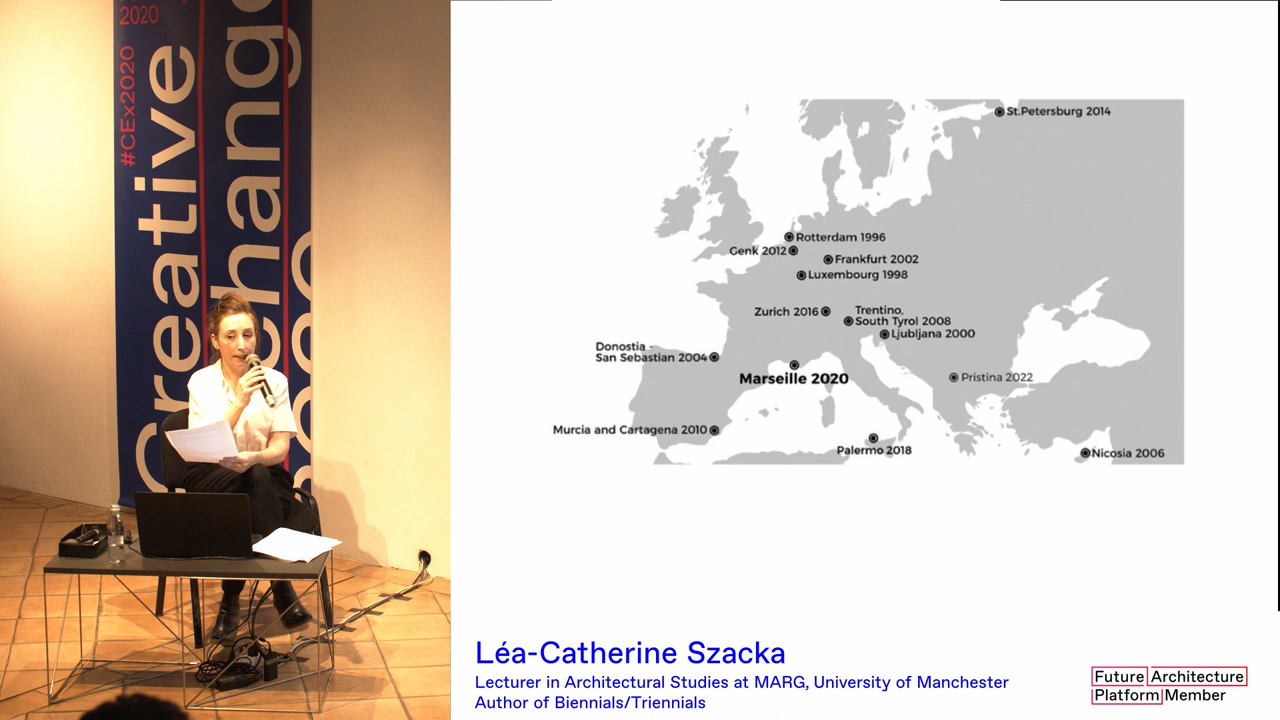 2020
#CEx2020
Creative
change
St.Petersburg 2014
Rotterdam 1996
Genk 2012
Frankfurt 2002
Luxembourg 1998
Zurich 2016
Trentino,
South Tyrol 2008
Ljubljana 2000
Donostia -
San Sebastian 2004
Marseille 2020
Pristina 2022
Murcia and Cartagena 2010
Palermo 2018
Nicosia 2006
Léa-Catherine Szacka
Lecturer in Architectural Studies at MARG, University of Manchester
Author of Biennials/Triennials
Future Architecture
Platform Member